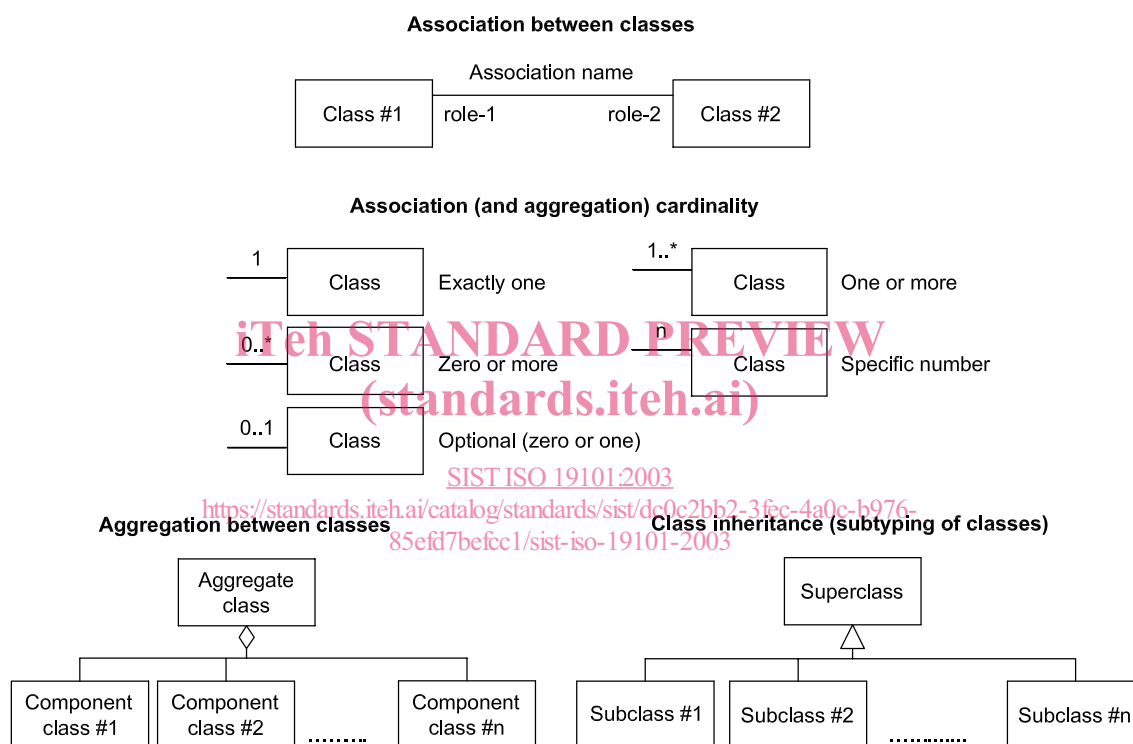 Association between classes
Association name
Class #1
role-1
role-2
Class #2
Association (and aggregation) cardinality
1
Class
Exactly one
1..*
Class
One or more
iTeh STANDARD PREVIEW
0..*
Class
Zero or more
n
Class
Specific number
(standards.iteh.ai)
0..1
Class
Optional (zero or one)
SIST ISO 19101:2003
https://standards.iteh.ai/catalog/standards/sist/dc0c2bb2-3fec-4a0c-b976-
85efd7befcc1/sist-iso-19101-2003
Aggregation between classes
Aggregate
class
Component
class #1
Component
class #2
.........
Component
class #n
Class inheritance (subtyping of classes)
Superclass
Subclass #1
Subclass #2
............
Subclass #n